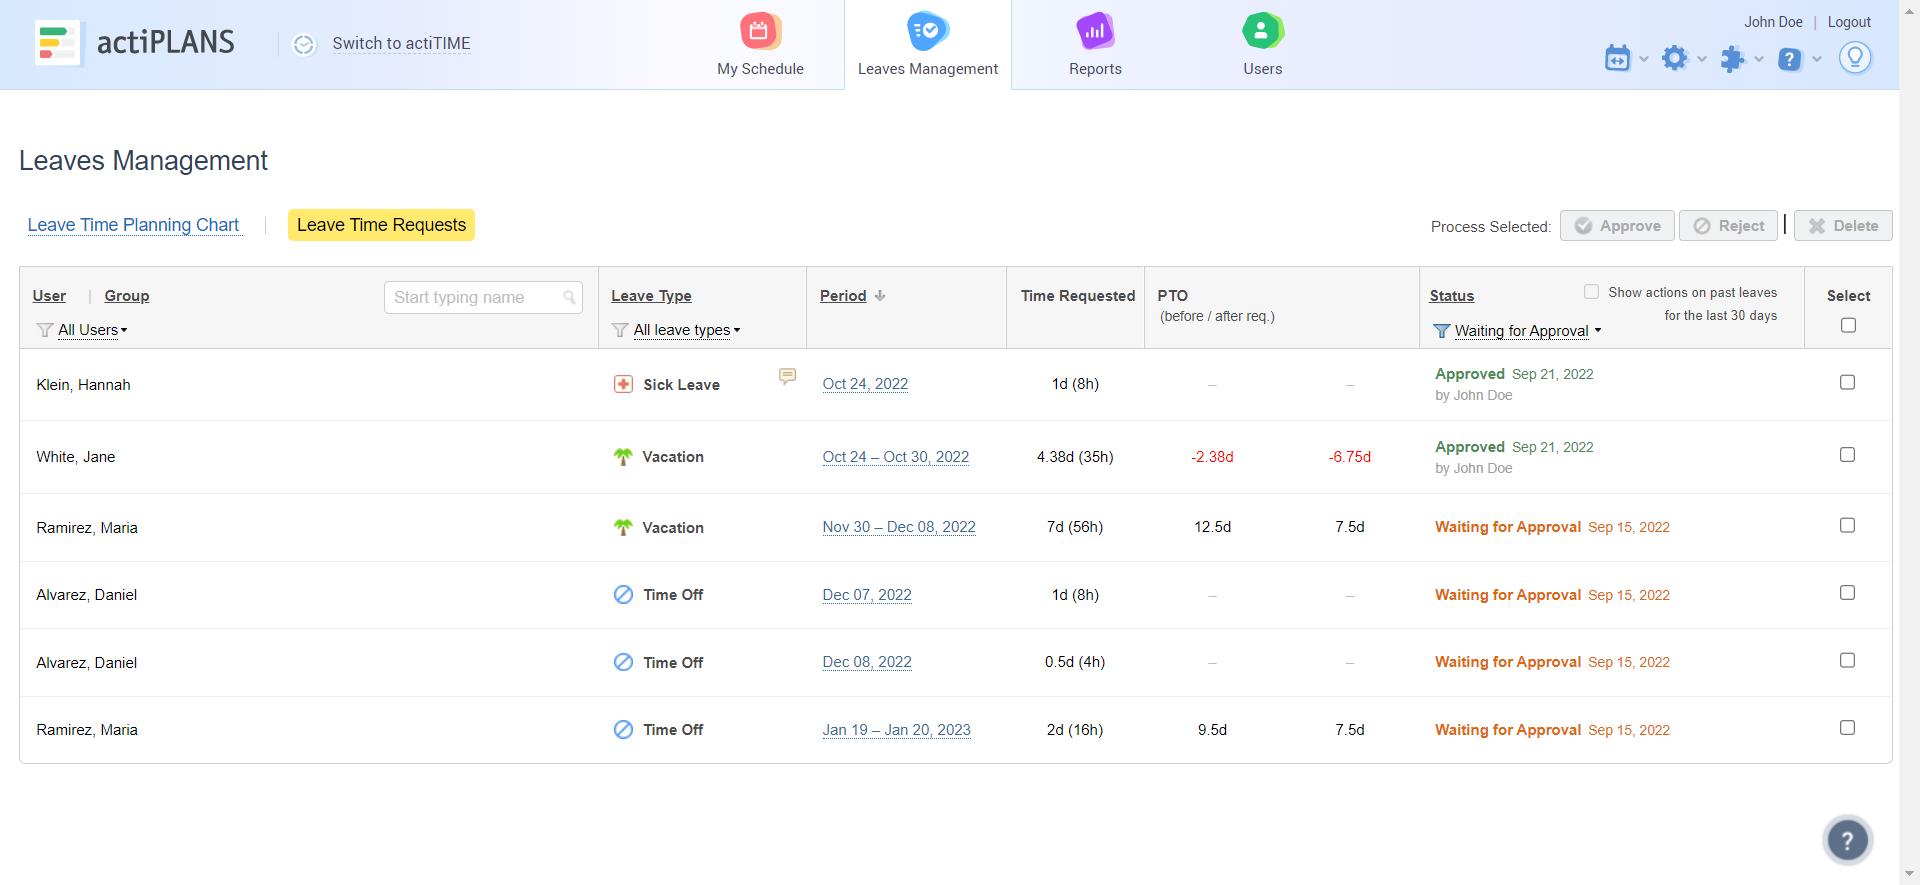 actiPLANS
Switch to actiTIME
My Schedule
Leaves Management
Reports
Users
John Doe | Logout
Leaves Management
Leave Time Planning Chart
Leave Time Requests
Process Selected: Approve Reject Delete
User | Group
Start typing name
All Users
Leave Type
All leave types
Period
Time Requested
PTO
(before / after req.)
Status
Show actions on past leaves
for the last 30 days
Waiting for Approval
Select
Klein, Hannah Sick Leave Oct 24, 2022 1d (8h) – – Approved Sep 21, 2022
by John Doe
White, Jane Vacation Oct 24 – Oct 30, 2022 4.38d (35h) -2.38d -6.75d Approved Sep 21, 2022
by John Doe
Ramirez, Maria Vacation Nov 30 – Dec 08, 2022 7d (56h) 12.5d 7.5d Waiting for Approval Sep 15, 2022
Alvarez, Daniel Time Off Dec 07, 2022 1d (8h) – – Waiting for Approval Sep 15, 2022
Alvarez, Daniel Time Off Dec 08, 2022 0.5d (4h) – – Waiting for Approval Sep 15, 2022
Ramirez, Maria Time Off Jan 19 – Jan 20, 2023 2d (16h) 9.5d 7.5d Waiting for Approval Sep 15, 2022
?